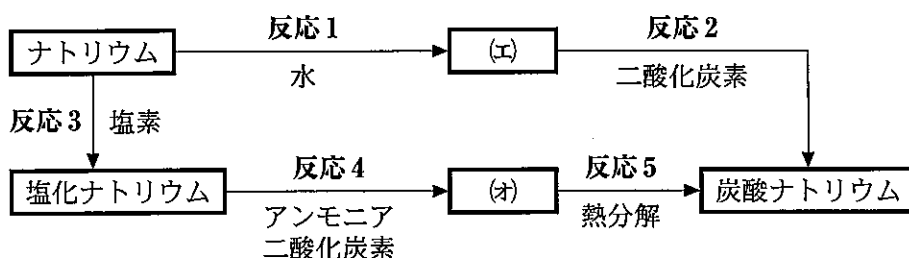 反応1
反応2
ナトリウム
㈓
水
二酸化炭素
反応3
塩素
反応4
反応5
塩化ナトリウム
㈔
炭酸ナトリウム
アンモニア
二酸化炭素
熱分解